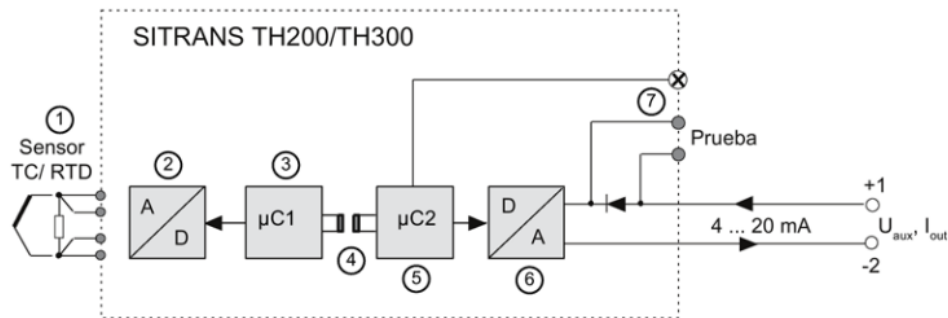 SITRANS TH200/TH300
1
Sensor
TC/ RTD
2
A
D
3
µC1
4
µC2
5
D
A
6
7
Prueba
4 ... 20 mA
+1
Uaux, Iout
-2